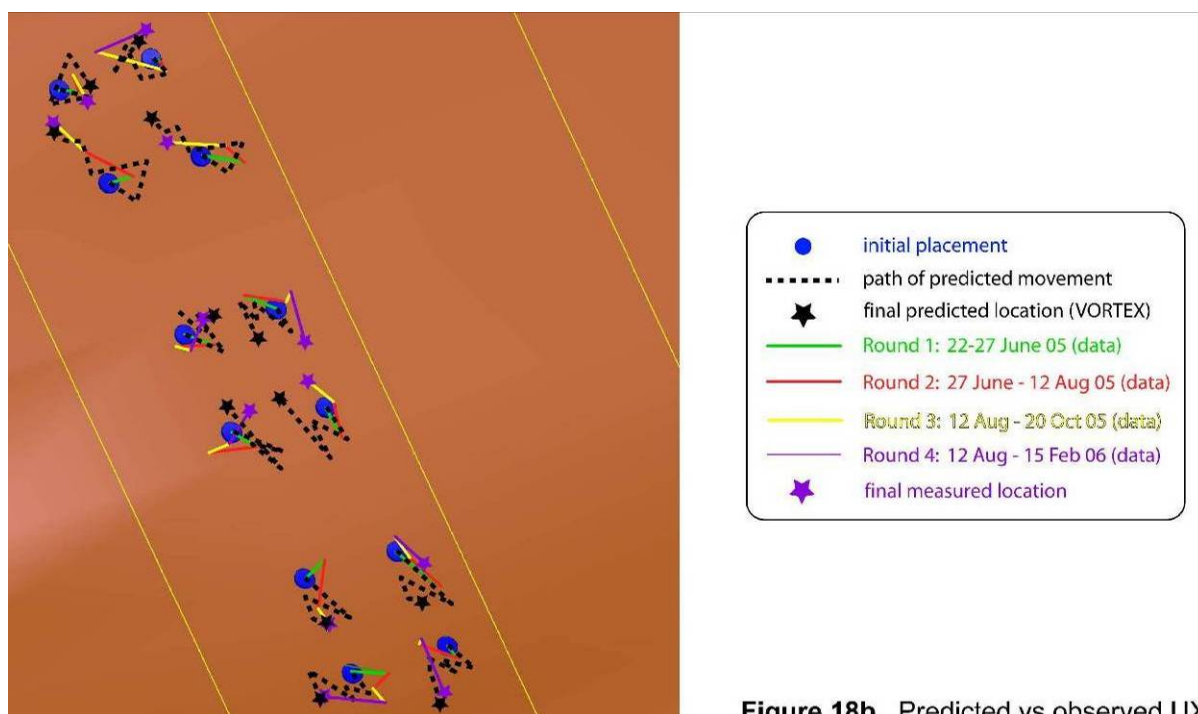 initial placement
path of predicted movement
final predicted location (VORTEX)
Round 1: 22-27 June 05 (data)
Round 2: 27 June - 12 Aug 05 (data)
Round 3: 12 Aug - 20 Oct 05 (data)
Round 4: 12 Aug - 15 Feb 06 (data)
final measured location
Figure 18b. Predicted vs observed